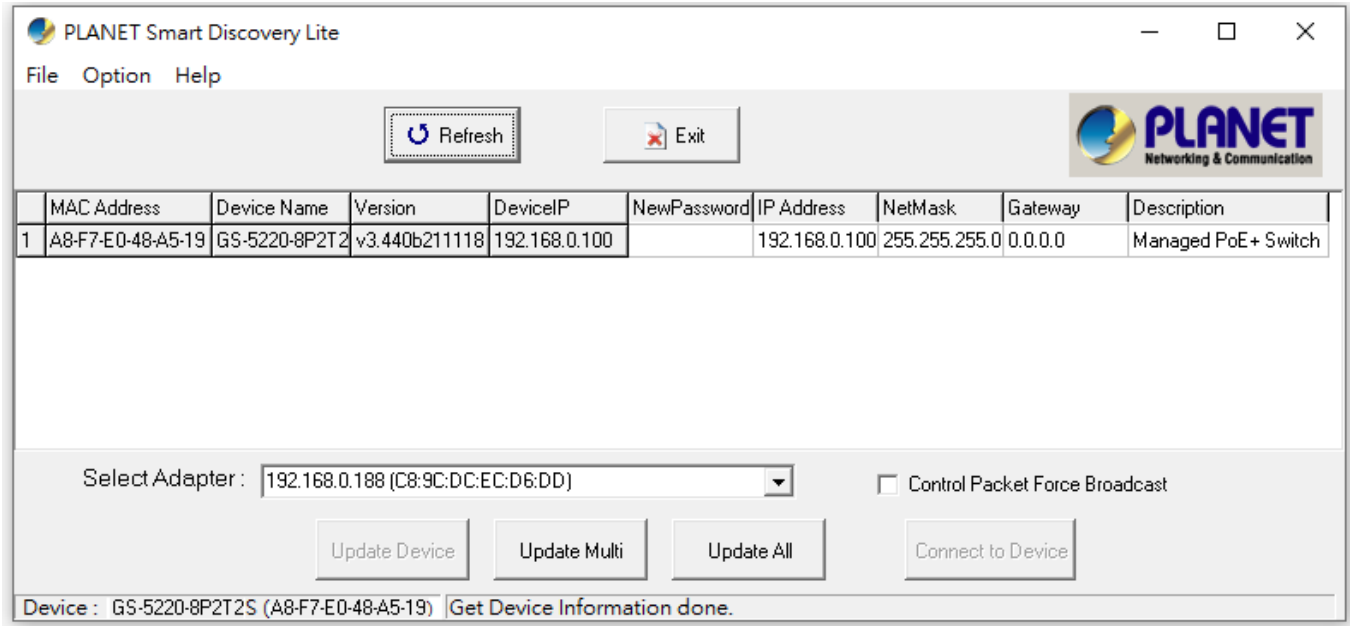 PLANET Smart Discovery Lite
File Option Help
Refresh Exit PLANET
Networking & Communication
MAC Address Device Name Version DeviceIP NewPassword IP Address NetMask Gateway Description
1 A8-F7-E0-48-A5-19 GS-5220-8P2T2 v3.440b211118 192.168.0.100 192.168.0.100 255.255.255.0 0.0.0.0 Managed PoE+ Switch
Select Adapter : 192.168.0.188 (C8:9C:DC:EC:D6:DD) Control Packet Force Broadcast
Update Device Update Multi Update All Connect to Device
Device : GS-5220-8P2T2S (A8-F7-E0-48-A5-19) Get Device Information done.